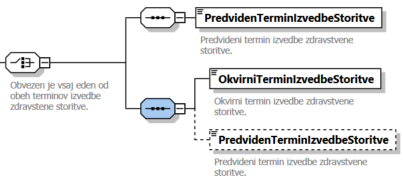 PredvidenTerminIzvedbeStoritve
Predvideni termin izvedbe zdravstvene
storitve.
Obvezen je vsaj eden od
obeh terminov izvedbe
zdravstene storitve.
OkvirniTerminIzvedbeStoritve
Okvirni termin izvedbe zdravstvene
storitve.
PredvidenTerminIzvedbeStoritve
Predvideni termin izvedbe zdravstvene
storitve.